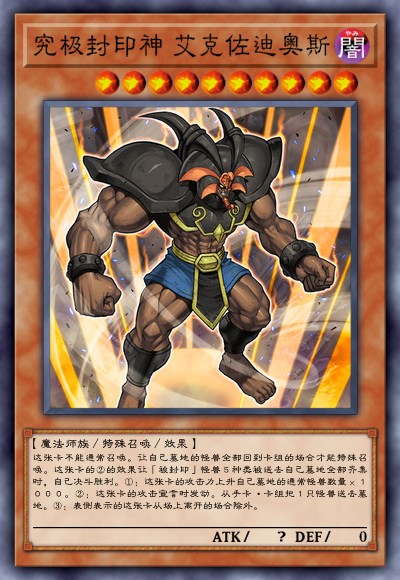 究极封印神 艾克佐迪奥斯
やみ
闇
【魔法师族/特殊召唤/效果】
这张卡不能通常召唤。让自己墓地的怪兽全部回到卡组的场合才能特殊召
唤。这张卡的②的效果让「被封印」怪兽5种类被送去自己墓地全部齐集
时，自己决斗胜利。①：这张卡的攻击力上升自己墓地的通常怪兽数量×1
000。②：这张卡的攻击宣言时发动。从手卡·卡组把1只怪兽送去墓
地。③：表侧表示的这张卡从场上离开的场合除外。
ATK/ ? DEF/ 0